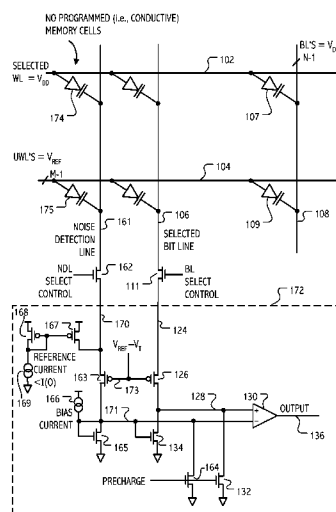 NO PROGRAMMED (i.e., CONDUCTIVE)
MEMORY CELLS
BL'S = V_D
N-1
SELECTED
WL = V_DD
102
174
107
UWL'S = V_REF
104
M-1
175
NOISE
DETECTION
LINE
161
106
SELECTED
BIT LINE
109
108
NDL
SELECT
CONTROL
162
111
BL
SELECT
CONTROL
172
168
167
170
124
REFERENCE
CURRENT
<I(0)
V_REF-V_T
169
163
173
126
166
BIAS
CURRENT
171
128
130
OUTPUT
136
165
134
164
PRECHARGE
132